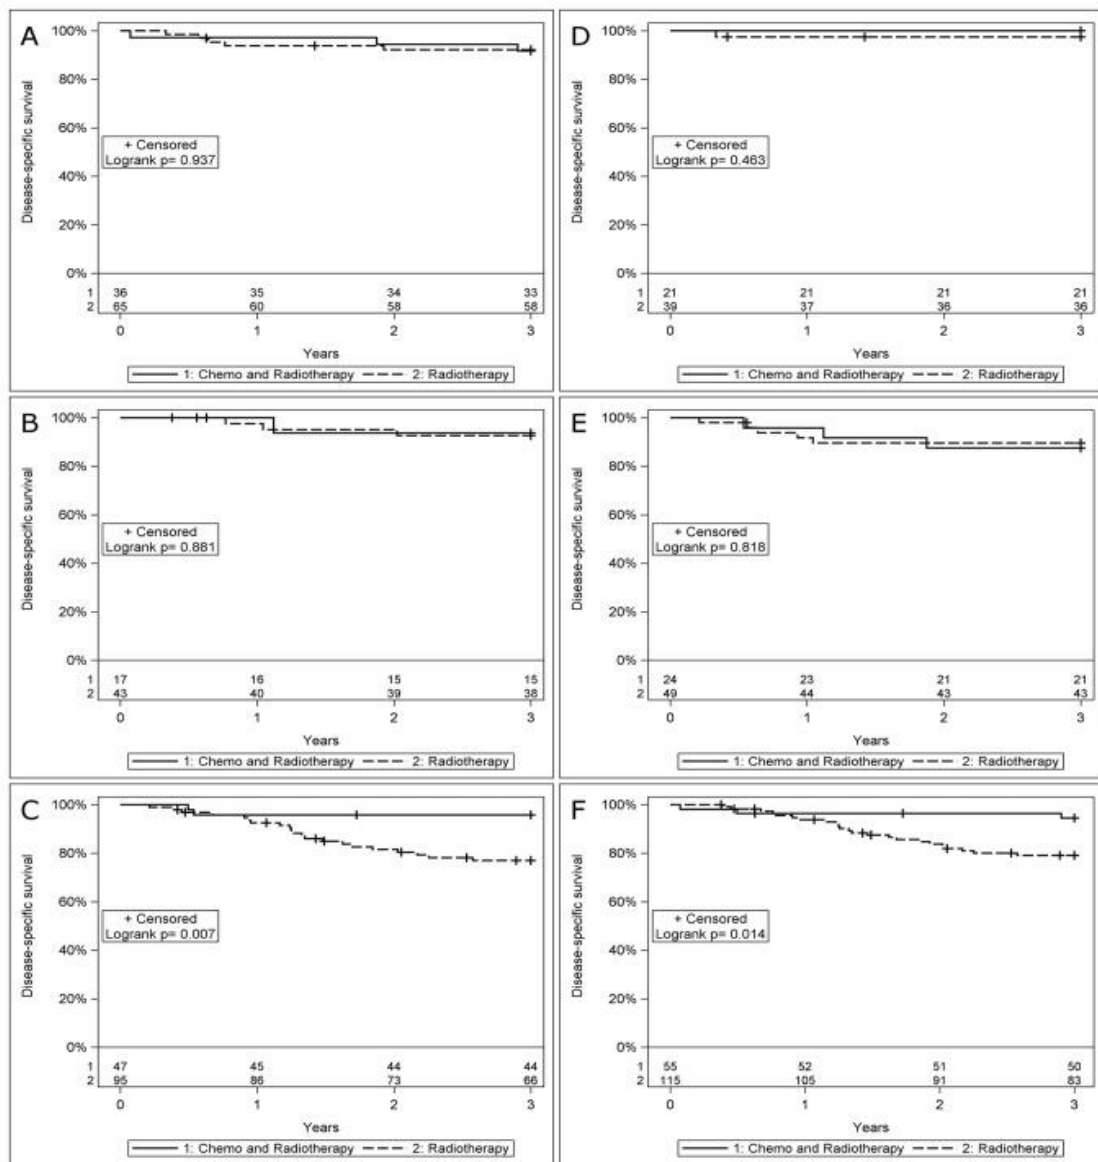 A
100%
80%
60%
40%
20%
0%
Disease-specific survival
+ Censored
Logrank p= 0.937
1 36 35 34 33
2 65 60 58 58
0 1 2 3
Years
1: Chemo and Radiotherapy 2: Radiotherapy
D
100%
80%
60%
40%
20%
0%
Disease-specific survival
+ Censored
Logrank p= 0.463
1 21 21 21 21
2 39 37 36 36
0 1 2 3
Years
1: Chemo and Radiotherapy 2: Radiotherapy
B
100%
80%
60%
40%
20%
0%
Disease-specific survival
+ Censored
Logrank p= 0.881
1 17 16 15 15
2 43 40 39 38
0 1 2 3
Years
1: Chemo and Radiotherapy 2: Radiotherapy
E
100%
80%
60%
40%
20%
0%
Disease-specific survival
+ Censored
Logrank p= 0.818
1 24 23 21 21
2 49 44 43 43
0 1 2 3
Years
1: Chemo and Radiotherapy 2: Radiotherapy
C
100%
80%
60%
40%
20%
0%
Disease-specific survival
+ Censored
Logrank p= 0.007
1 47 45 44 44
2 95 86 73 66
0 1 2 3
Years
1: Chemo and Radiotherapy 2: Radiotherapy
F
100%
80%
60%
40%
20%
0%
Disease-specific survival
+ Censored
Logrank p= 0.014
1 55 52 51 50
2 115 105 91 83
0 1 2 3
Years
1: Chemo and Radiotherapy 2: Radiotherapy